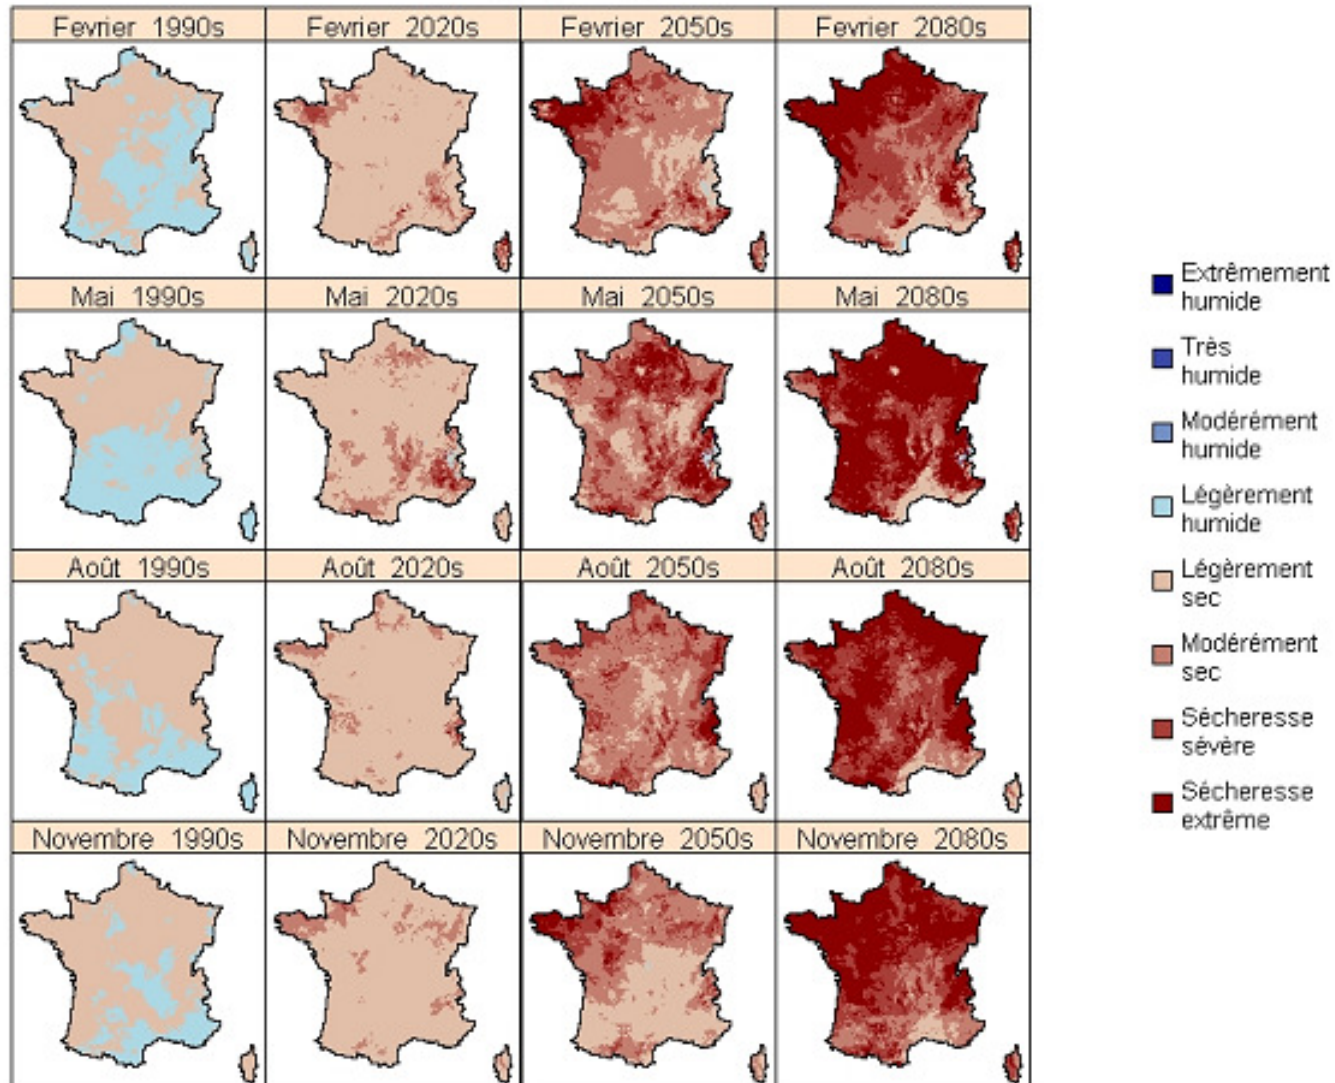 Fevrier 1990s
Fevrier 2020s
Fevrier 2050s
Fevrier 2080s
Mai 1990s
Mai 2020s
Mai 2050s
Mai 2080s
Août 1990s
Août 2020s
Août 2050s
Août 2080s
Novembre 1990s
Novembre 2020s
Novembre 2050s
Novembre 2080s
Extrêmement
humide
Très
humide
Modérément
humide
Légèrement
humide
Légèrement
sec
Modérément
sec
Sécheresse
sévère
Sécheresse
extrême